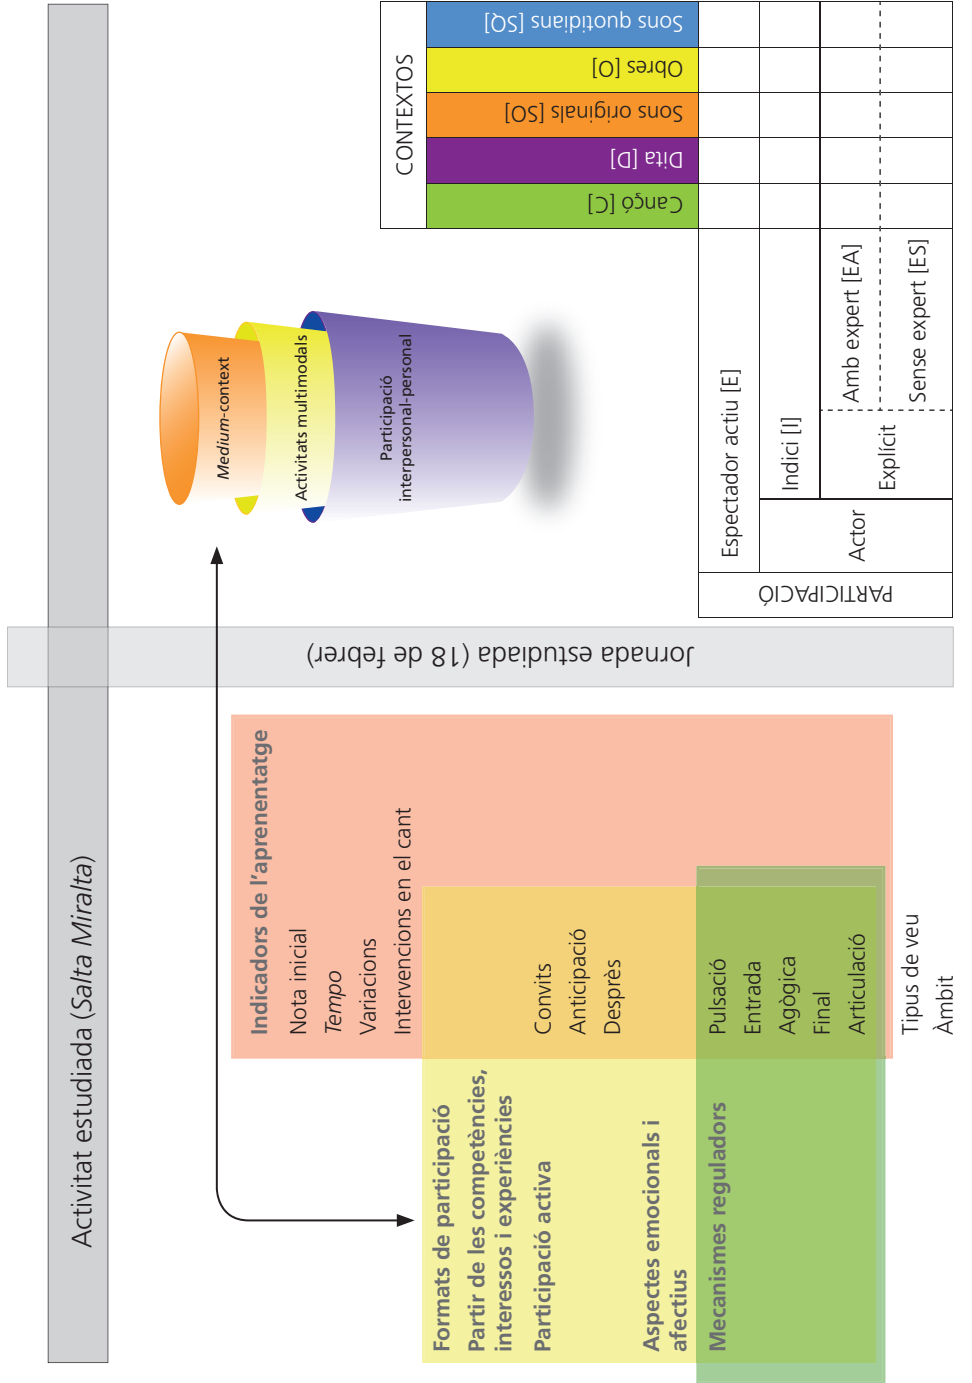 Activitat estudiada (Salta Miralta)
Jornada estudiada (18 de febrer)
Indicadors de l'aprenentatge
Nota inicial
Tempo
Variacions
Intervencions en el cant
Formats de participació
Partir de les competències,
interessos i experiències
Participació activa
Convits
Anticipació
Desprès
Aspectes emocionals i
afectius
Mecanismes reguladors
Pulsació
Entrada
Agògica
Final
Articulació
Tipus de veu
Àmbit
Medium-context
Activitats multimodals
Participació
interpersonal-personal
CONTEXTOS
Cançó [C]
Dita [D]
Sons originals [SO]
Obres [O]
Sons quotidians [SQ]
PARTICIPACIÓ
Espectador actiu [E]
Actor
Indici [I]
Explícit
Amb expert [EA]
Sense expert [ES]